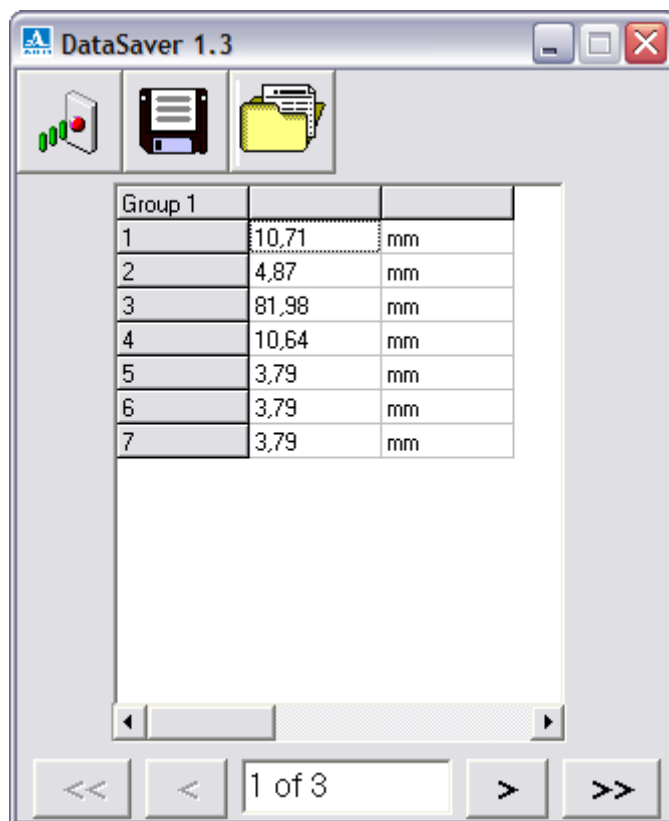 DataSaver 1.3
Group 1
1 10,71 mm
2 4,87 mm
3 81,98 mm
4 10,64 mm
5 3,79 mm
6 3,79 mm
7 3,79 mm
<< < 1 of 3 > >>